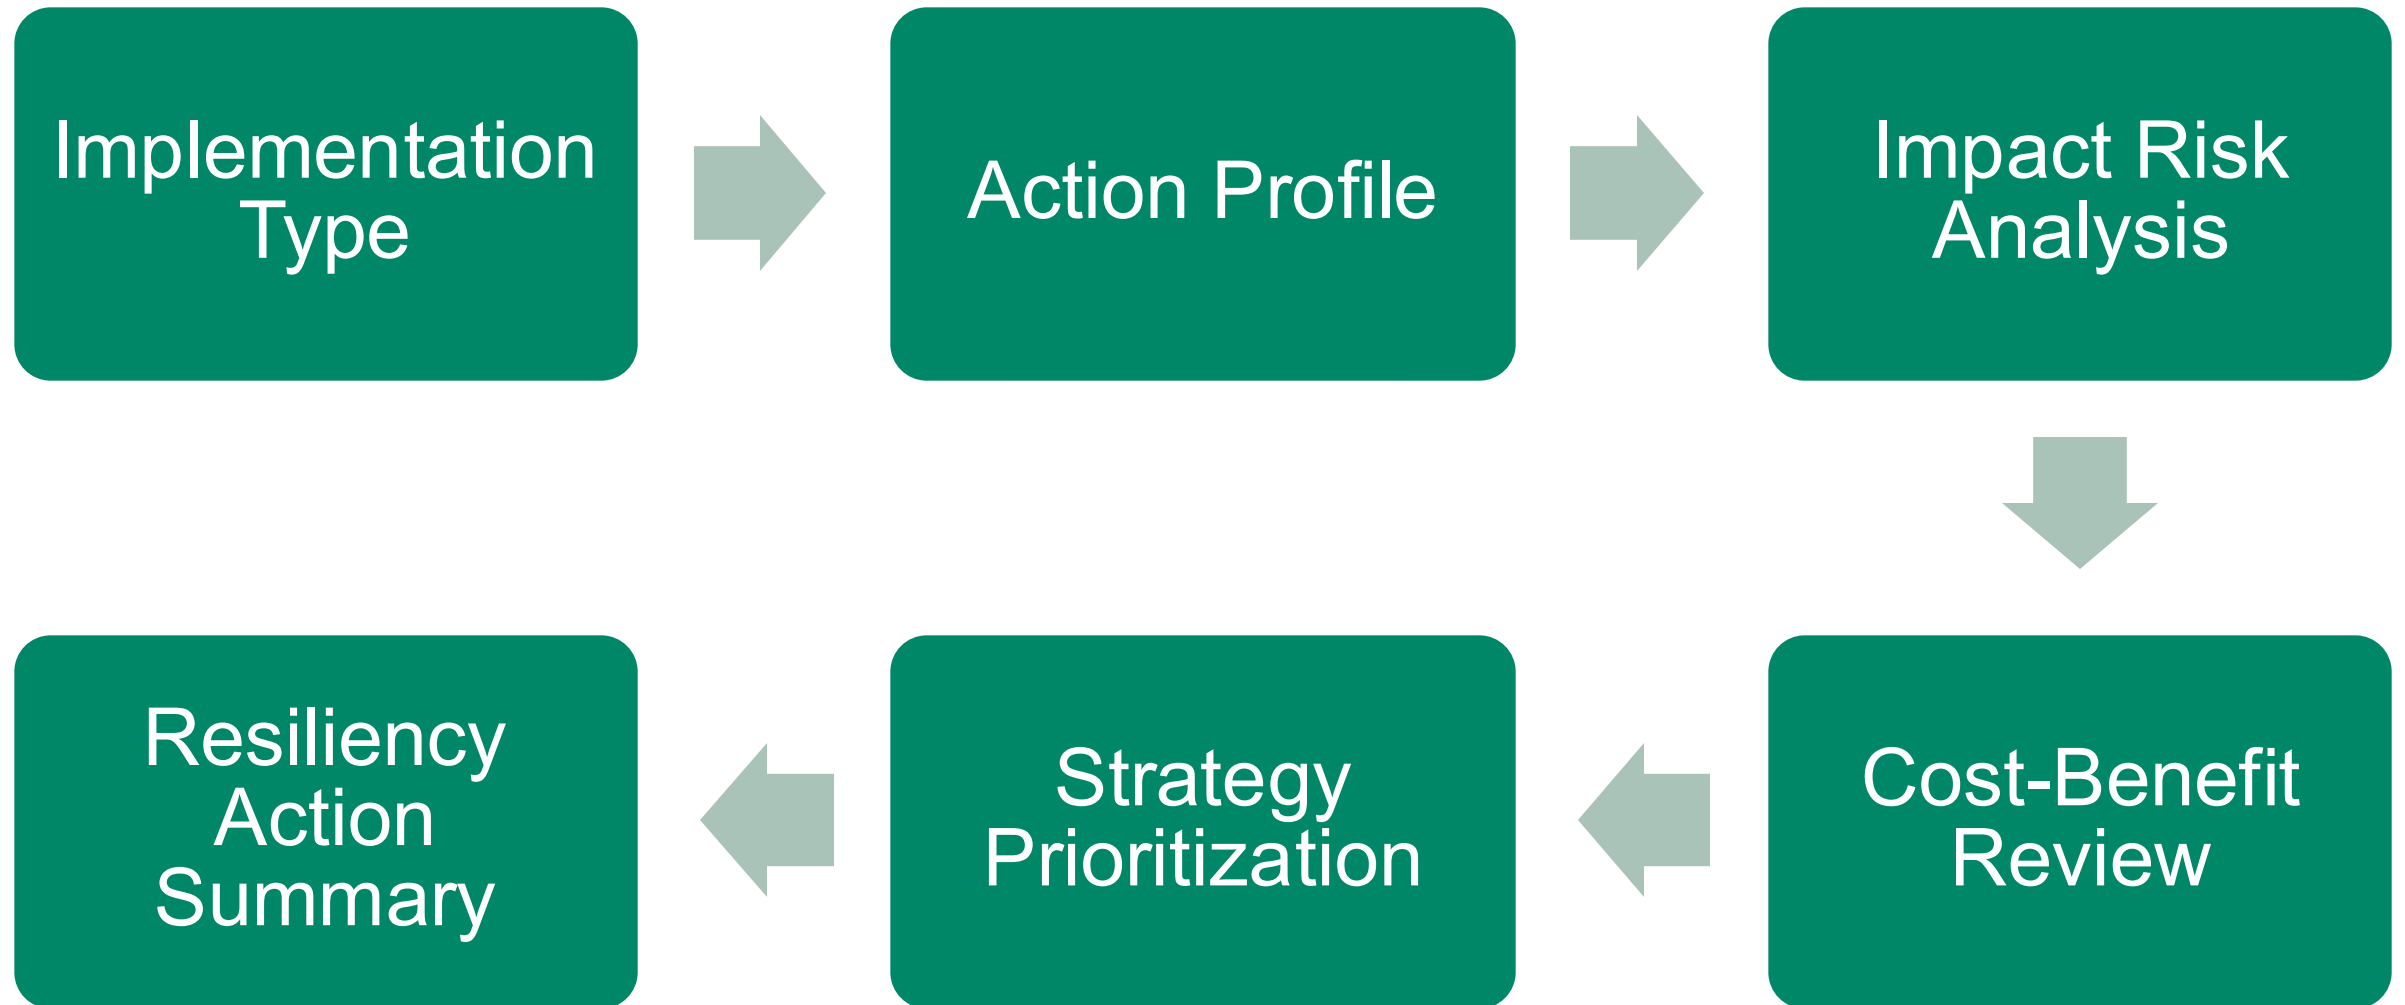 Implementation
Type
Action Profile
Impact Risk
Analysis
Cost-Benefit
Review
Strategy
Prioritization
Resiliency
Action
Summary